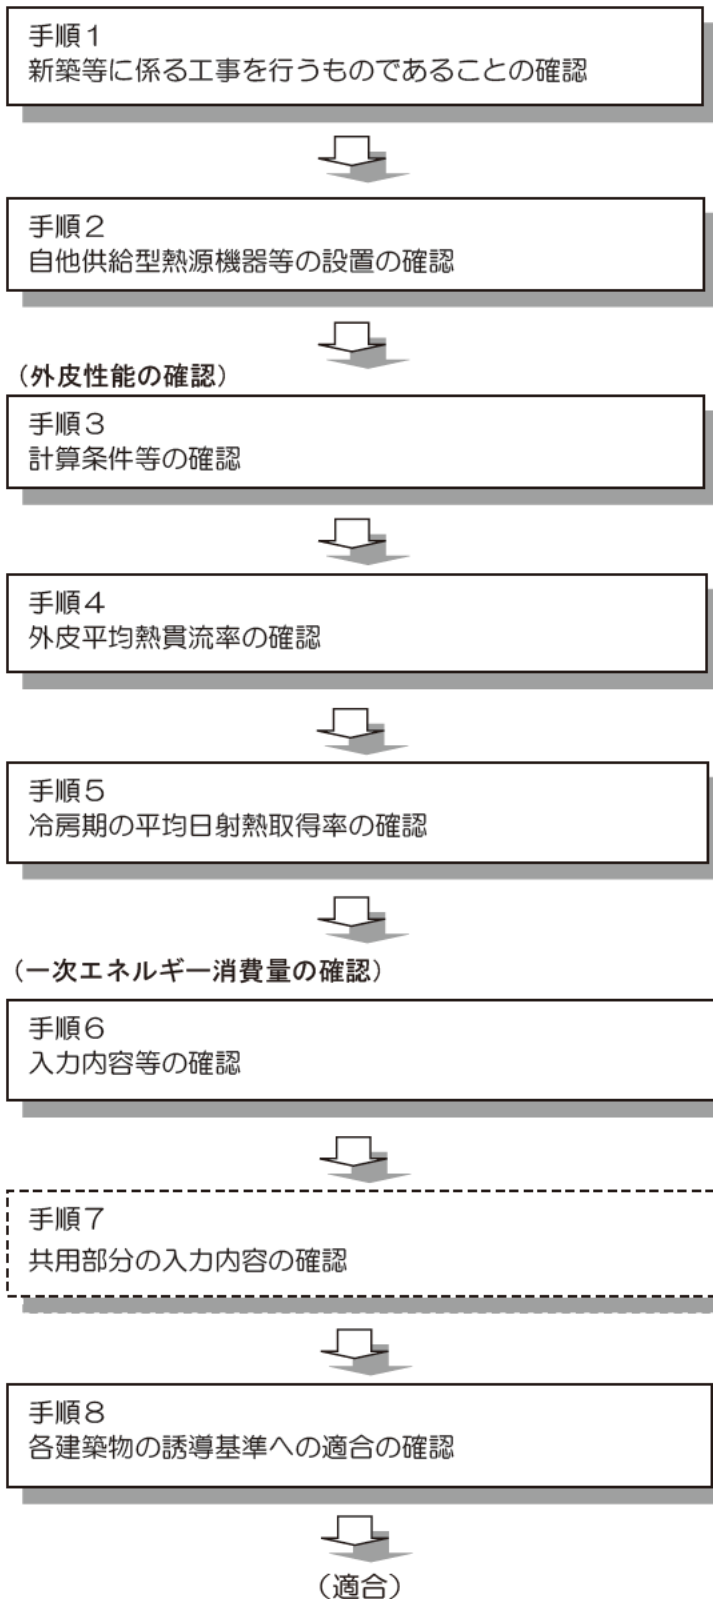 手順1
新築等に係る工事を行うものであることの確認
手順2
自他供給型熱源機器等の設置の確認
（外皮性能の確認）
手順3
計算条件等の確認
手順4
外皮平均熱貫流率の確認
手順5
冷房期の平均日射熱取得率の確認
（一次エネルギー消費量の確認）
手順6
入力内容等の確認
手順7
共用部分の入力内容の確認
手順8
各建築物の誘導基準への適合の確認
（適合）